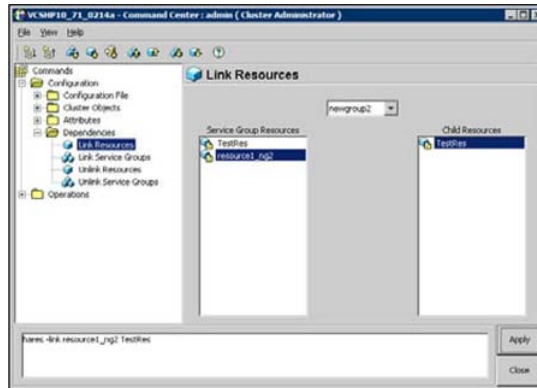 VCSHP10_71_0214a - Command Center : admin ( Cluster Administrator )
File View Help
Commands
Configuration
Configuration File
Cluster Objects
Attributes
Dependencies
Link Resources
Link Service Groups
Unlink Resources
Unlink Service Groups
Operations
Link Resources
newgroup2
Service Group Resources
TestRes
resource1_ng2
Child Resources
TestRes
hares -link resource1_ng2 TestRes
Apply
Close